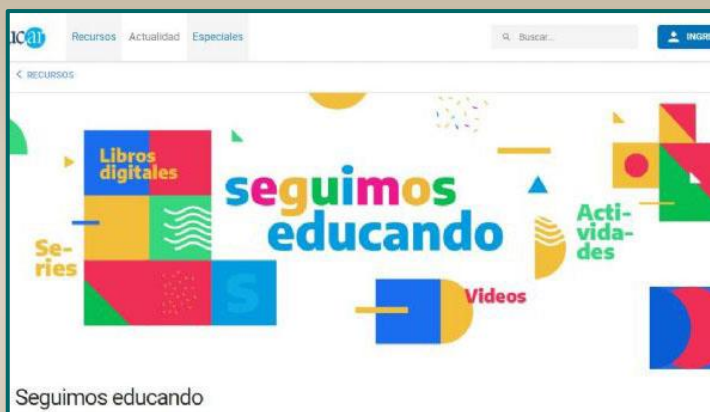 Recursos Actualidad Especiales
Buscar...
< RECURSOS
Libros
digitales
seguimos
educando
Acti-
vida-
des
Se-
ries
S
Videos
Seguimos educando